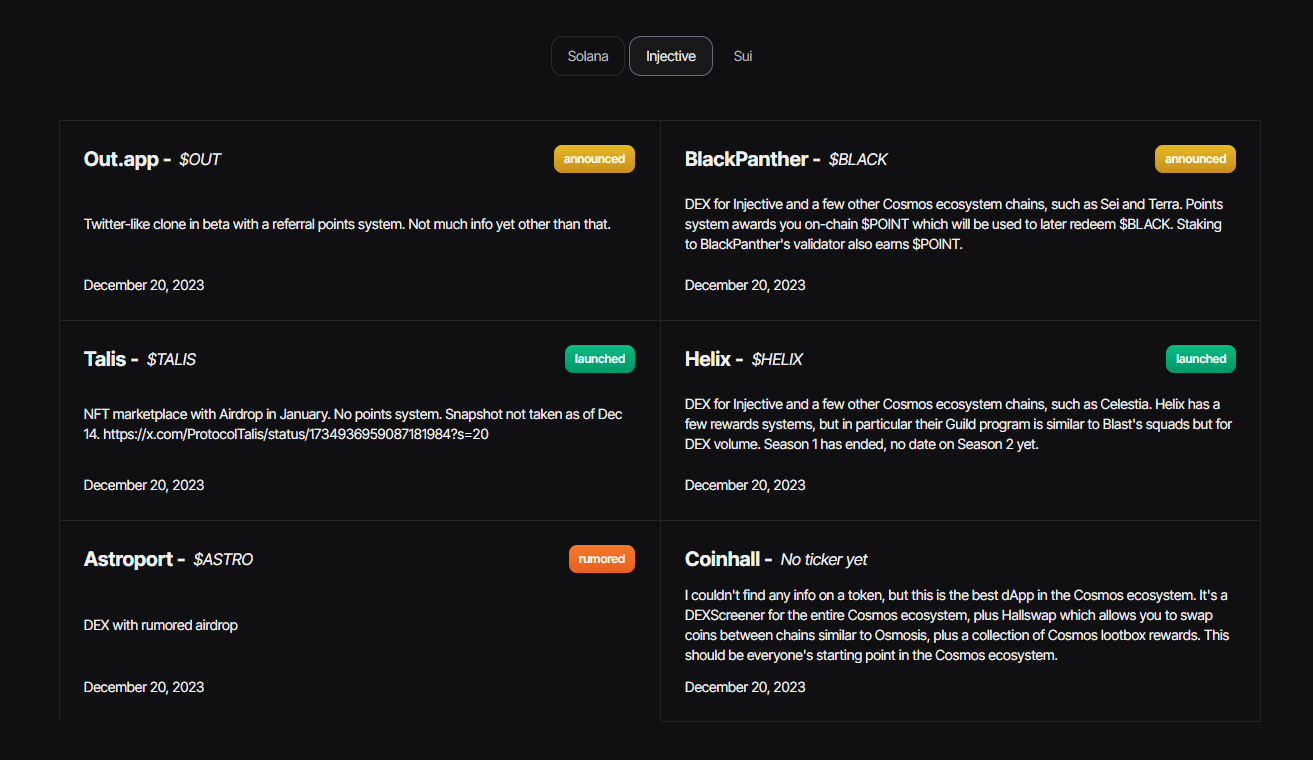 Solana
Injective
Sui
Out.app - $OUT
announced
Twitter-like clone in beta with a referral points system. Not much info yet other than that.
December 20, 2023
BlackPanther - $BLACK
announced
DEX for Injective and a few other Cosmos ecosystem chains, such as Sei and Terra. Points
system awards you on-chain $POINT which will be used to later redeem $BLACK. Staking
to BlackPanther's validator also earns $POINT.
December 20, 2023
Talis - $TALIS
launched
NFT marketplace with Airdrop in January. No points system. Snapshot not taken as of Dec
14. https://x.com/ProtocolTalis/status/1734936959087181984?s=20
December 20, 2023
Helix - $HELIX
launched
DEX for Injective and a few other Cosmos ecosystem chains, such as Celestia. Helix has a
few rewards systems, but in particular their Guild program is similar to Blast's squads but for
DEX volume. Season 1 has ended, no date on Season 2 yet.
December 20, 2023
Astroport - $ASTRO
rumored
DEX with rumored airdrop
December 20, 2023
Coinhall - No ticker yet
I couldn't find any info on a token, but this is the best dApp in the Cosmos ecosystem. It's a
DEXScreener for the entire Cosmos ecosystem, plus Hallswap which allows you to swap
coins between chains similar to Osmosis, plus a collection of Cosmos lootbox rewards. This
should be everyone's starting point in the Cosmos ecosystem.
December 20, 2023